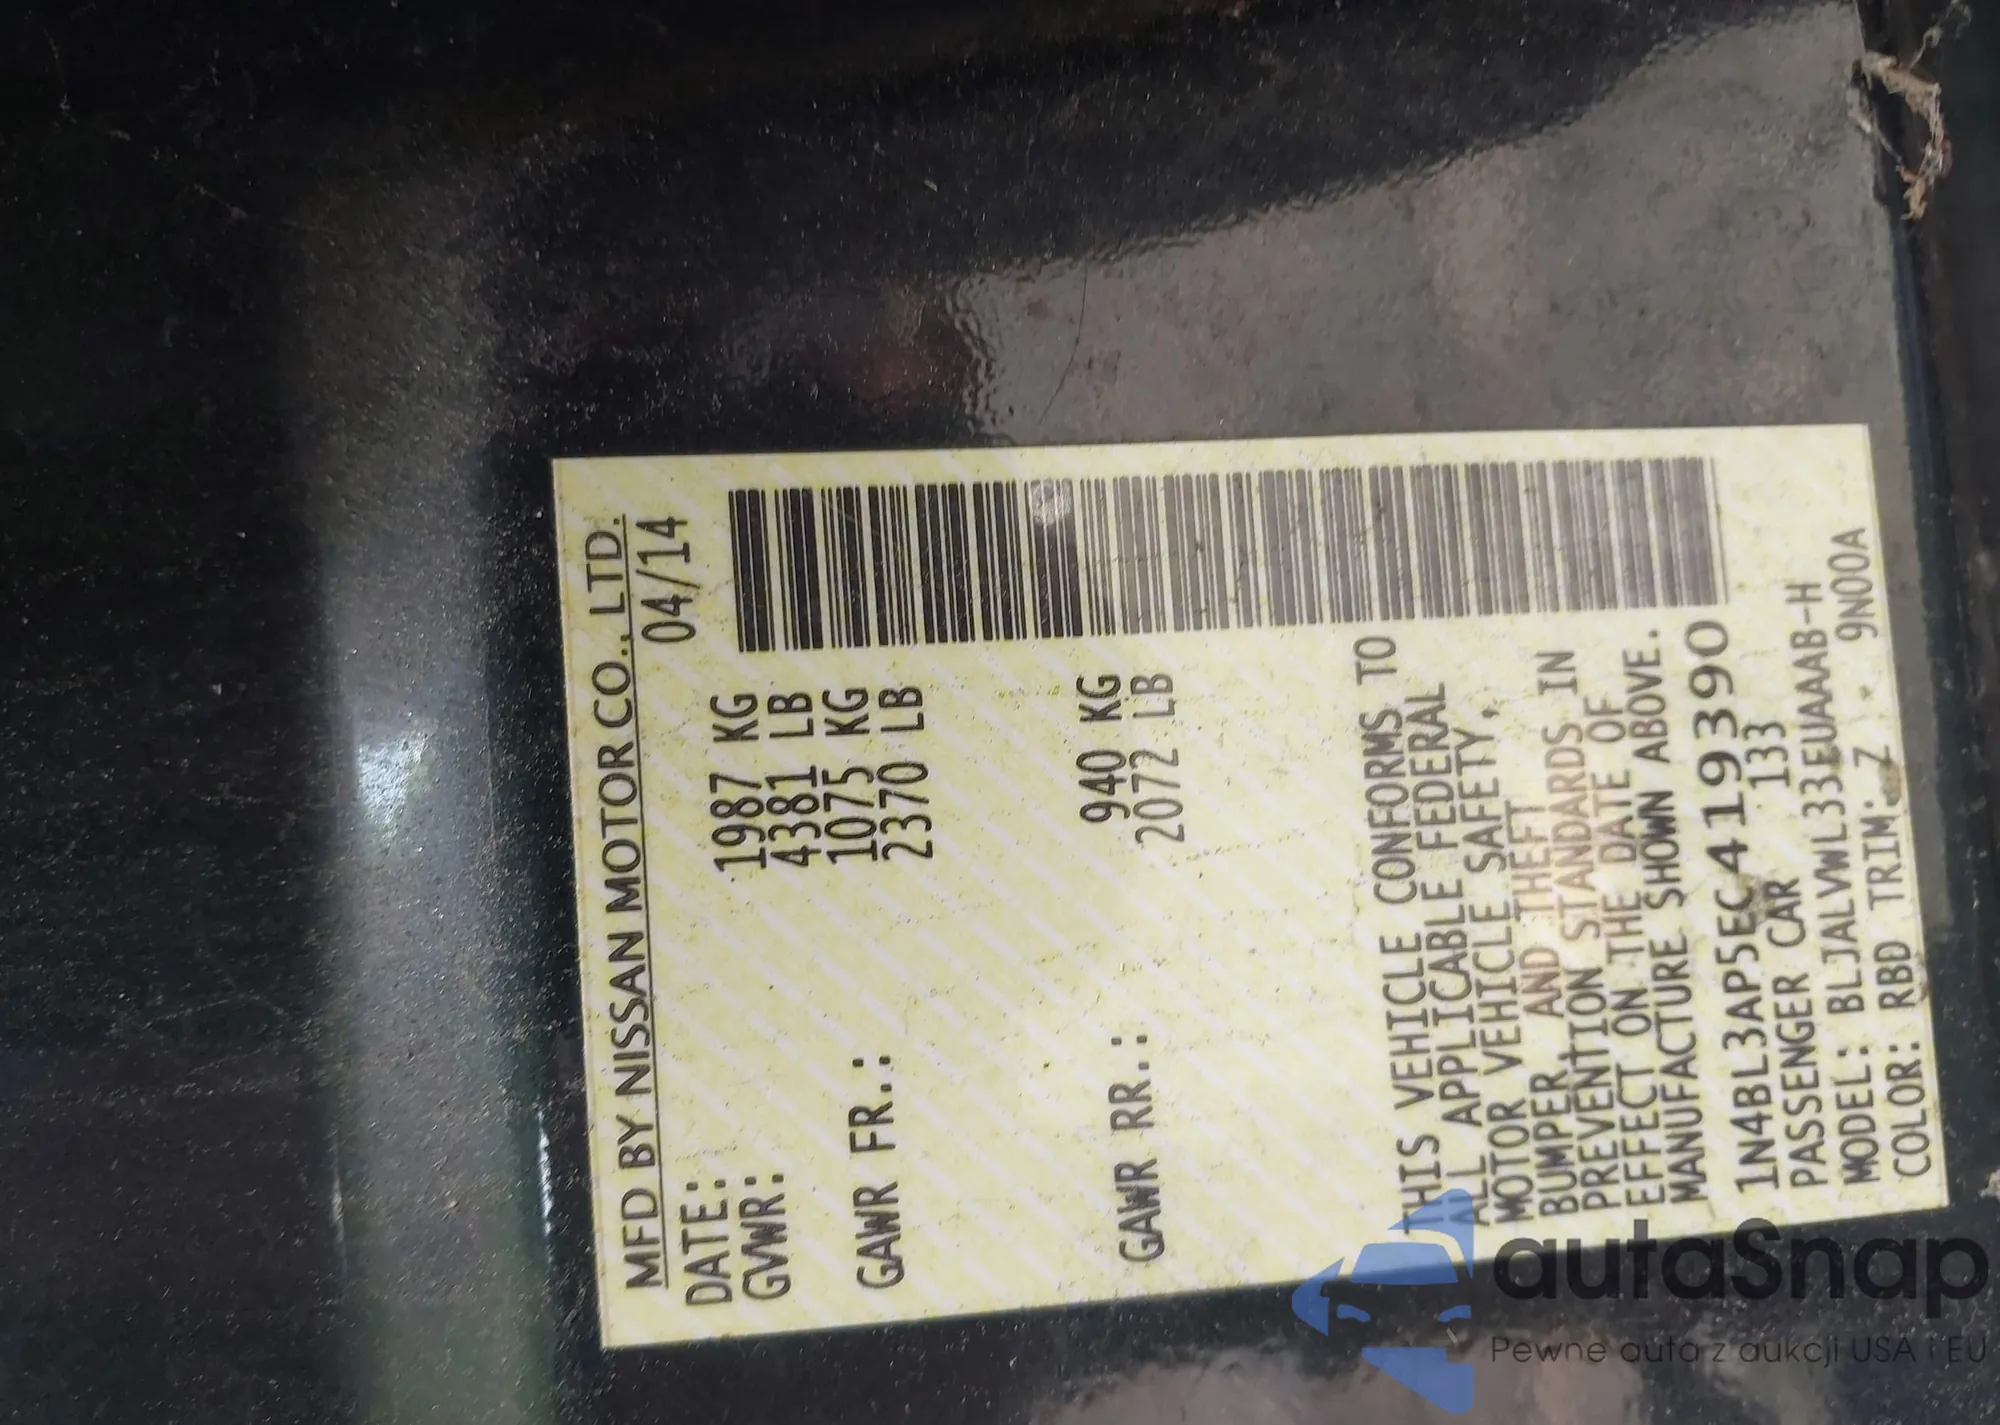 MFD BY NISSAN MOTOR CO., LTD.
DATE: 04/14
GVWR: 1987 KG
4381 LB
GAWR FR.: 1075 KG
2370 LB
GAWR RR.: 940 KG
2072 LB
THIS VEHICLE CONFORMS TO
ALL APPLICABLE FEDERAL
MOTOR VEHICLE SAFETY,
BUMPER, AND THEFT
PREVENTION STANDARDS IN
EFFECT ON THE DATE OF
MANUFACTURE SHOWN ABOVE.
1N4BL3AP5EC419390
PASSENGER CAR 133
MODEL: BLJALVWL33EUAAAB-H
COLOR: RBD TRIM: Z 9N00A
autaSnap
Pewne auta z aukcji USA i EU